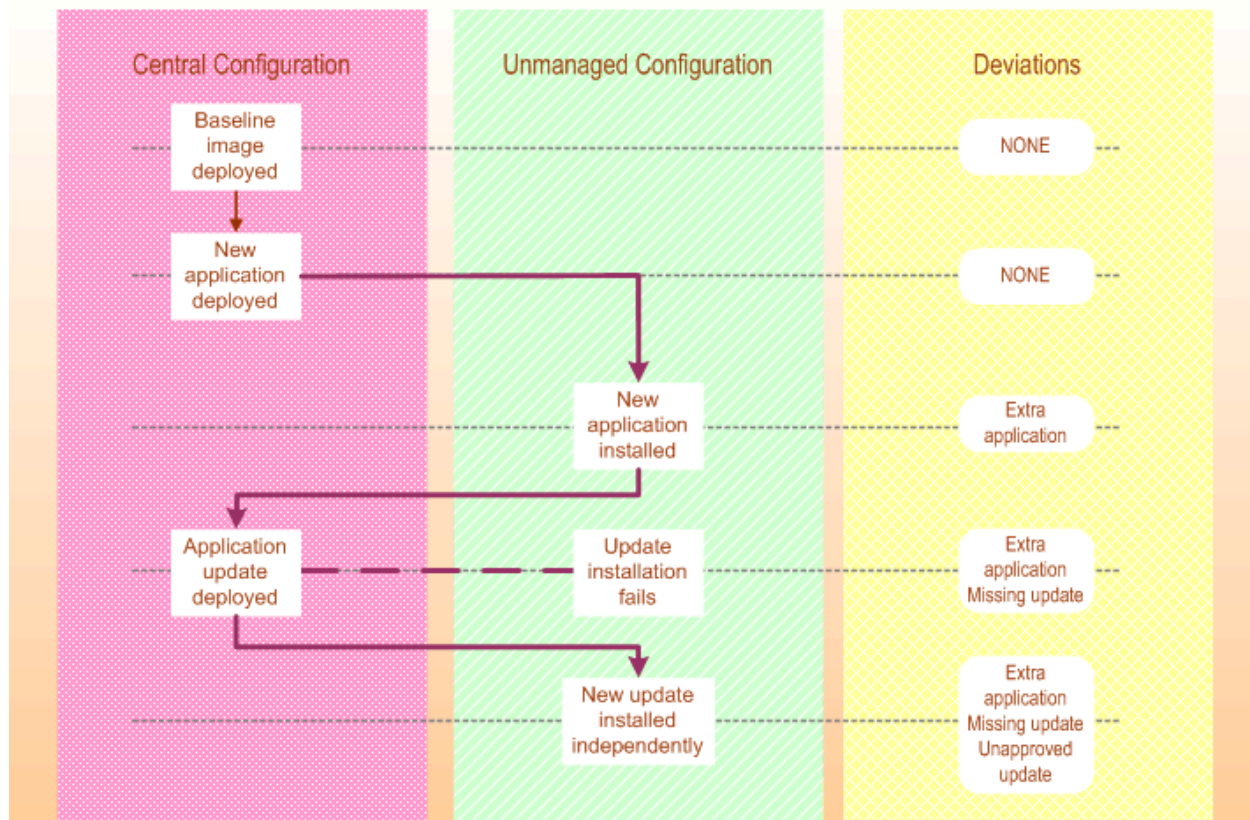 Central Configuration
Unmanaged Configuration
Deviations
Baseline
image
deployed
NONE
New
application
deployed
NONE
New
application
installed
Extra
application
Application
update
deployed
Update
installation
fails
Extra
application
Missing update
New update
installed
independently
Extra
application
Missing update
Unapproved
update